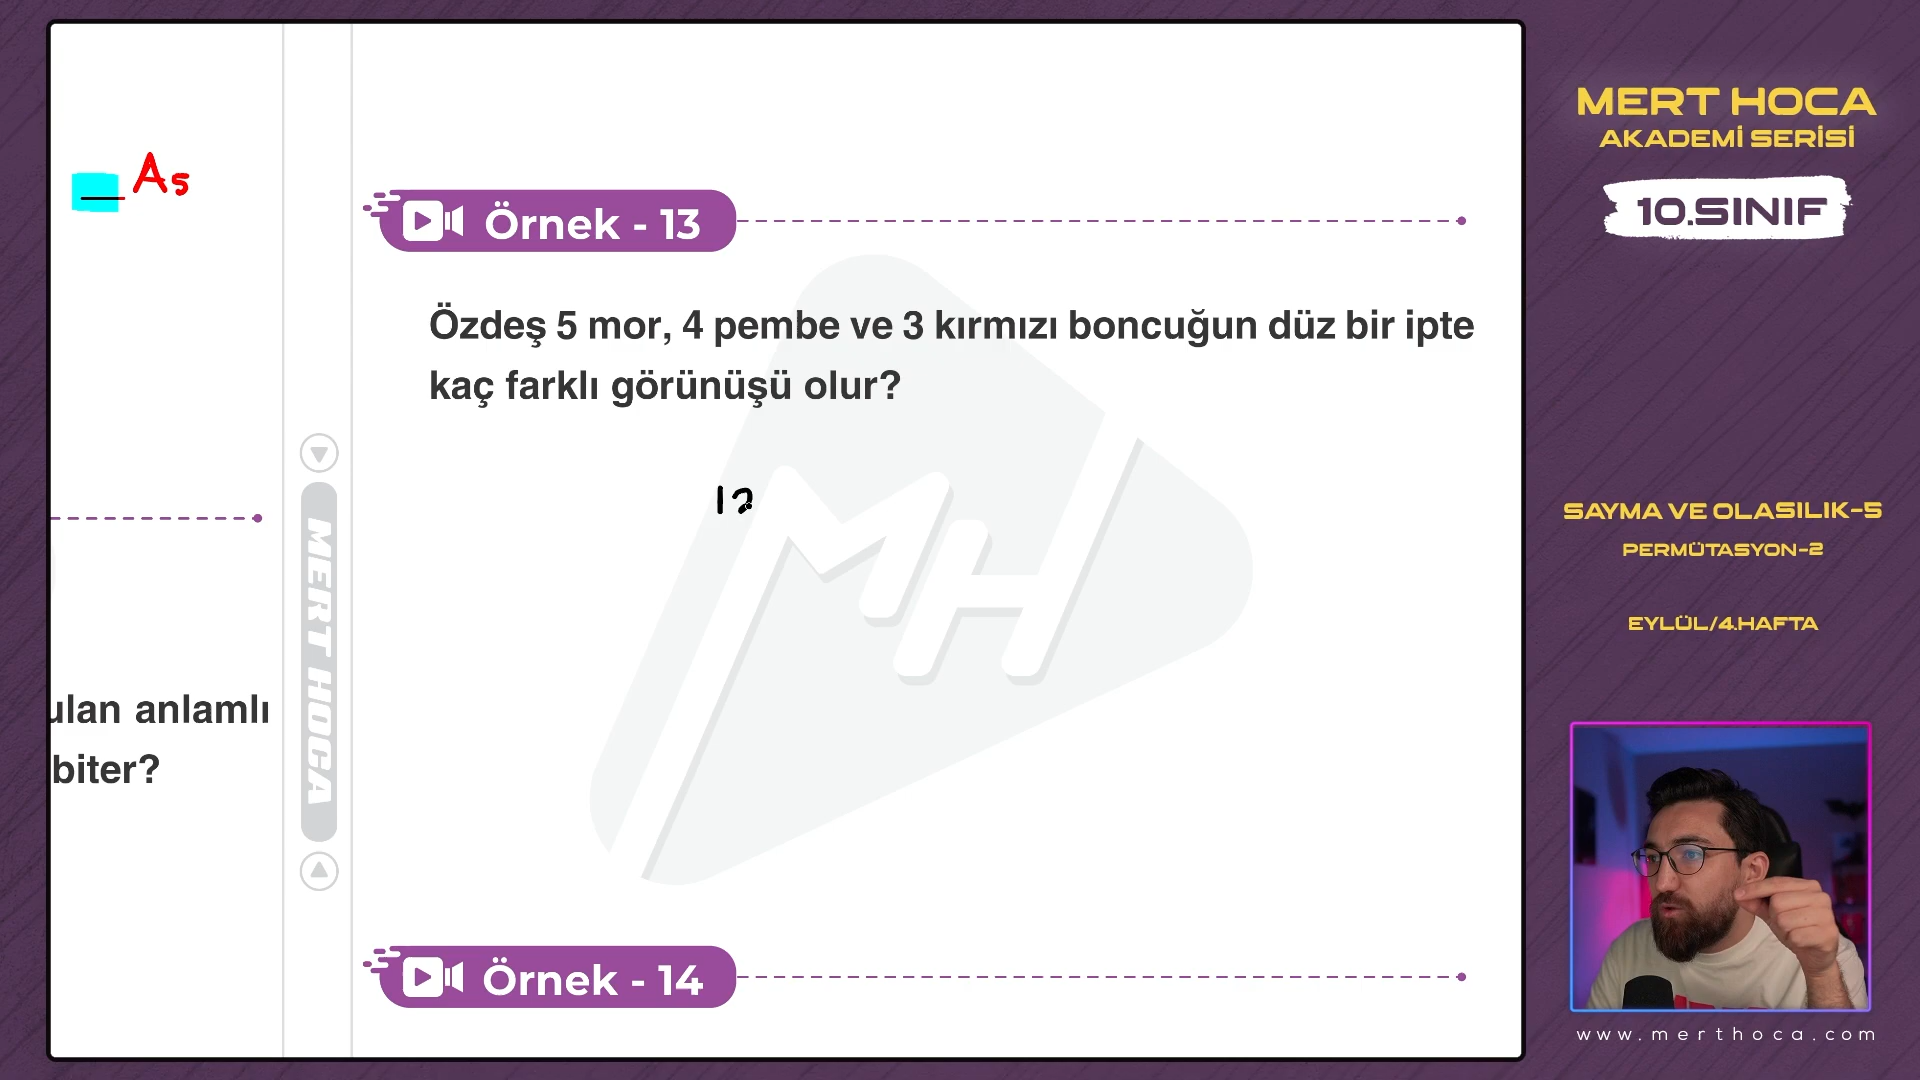 A5
ulan anlamlı
biter?
MERT HOCA
Örnek - 13
Özdeş 5 mor, 4 pembe ve 3 kırmızı boncuğun düz bir ipte
kaç farklı görünüşü olur?
12
MH
Örnek - 14
MERT HOCA
AKADEMİ SERİSİ
10.SINIF
SAYMA VE OLASILIK-5
PERMÜTASYON-2
EYLÜL/4.HAFTA
www.merthoca.com